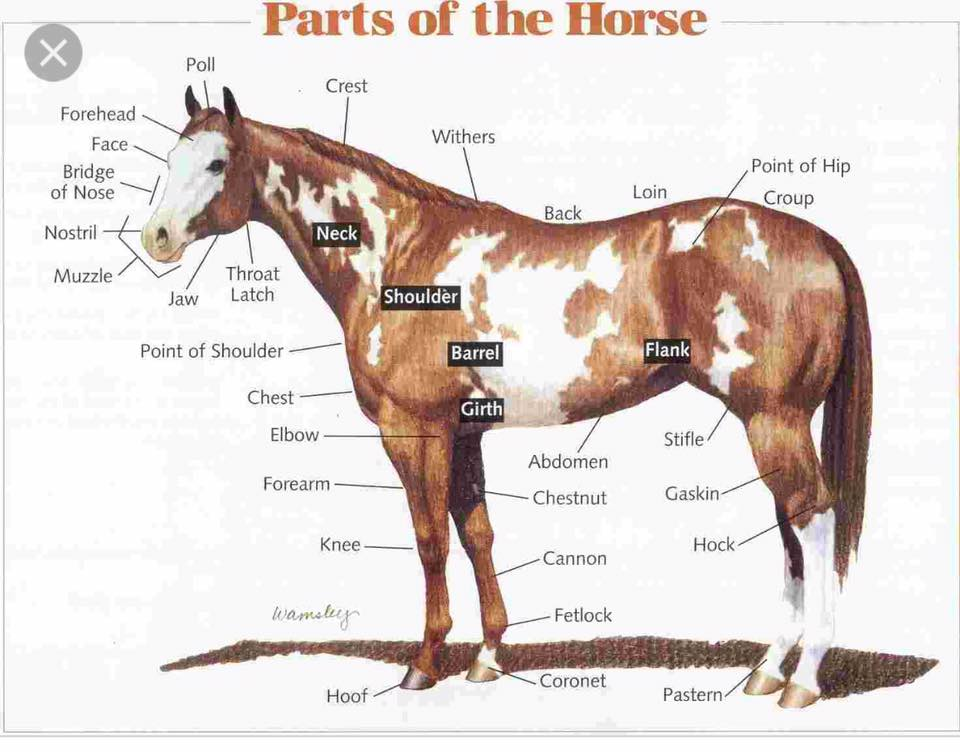 Parts of the Horse
Poll
Crest
Forehead
Withers
Face
Point of Hip
Bridge
of Nose
Loin
Croup
Back
Nostril
Neck
Muzzle
Throat
Latch
Jaw
Shoulder
Point of Shoulder
Barrel
Flank
Chest
Girth
Elbow
Stifle
Abdomen
Forearm
Chestnut
Gaskin
Knee
Hock
Cannon
Wamsley
Fetlock
Coronet
Hoof
Pastern